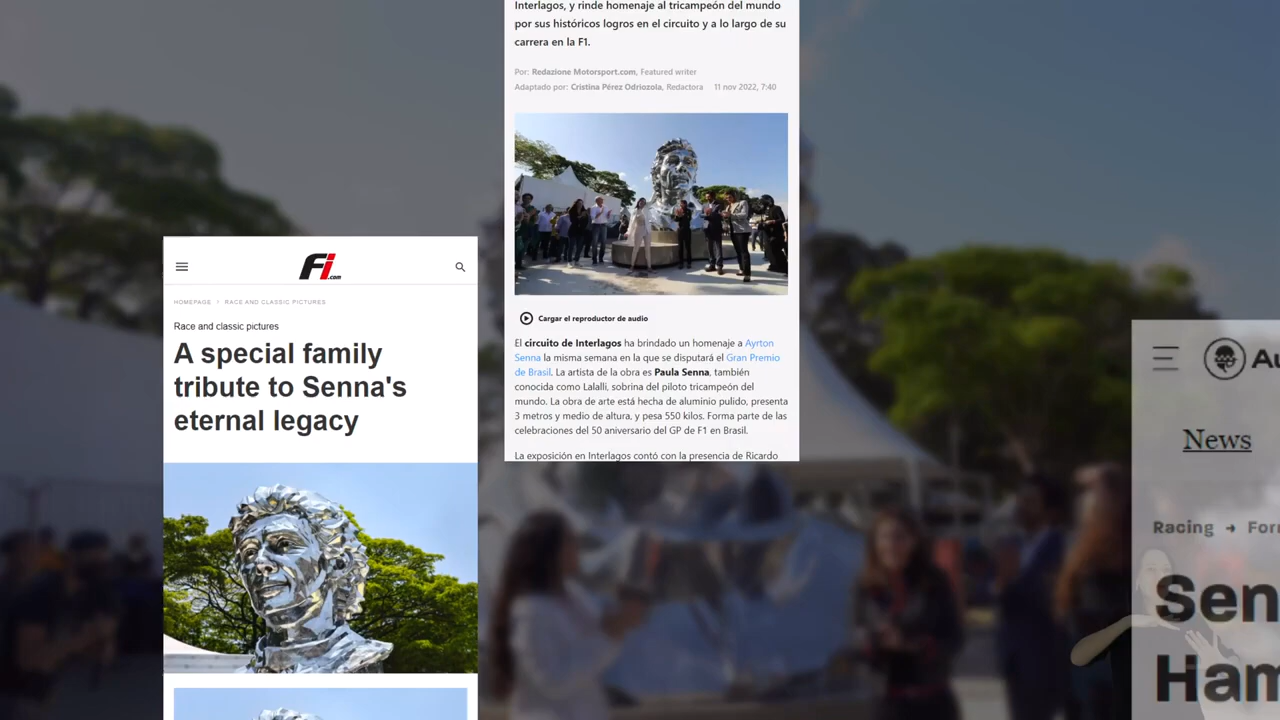 Interlagos, y rinde homenaje al tricampeón del mundo
por sus históricos logros en el circuito y a lo largo de su
carrera en la F1.
Por: Redazione Motorsport.com, Featured writer
Adaptado por: Cristina Pérez Odriozola, Redactora 11 nov 2022, 7:40
Cargar el reproductor de audio
El circuito de Interlagos ha brindado un homenaje a Ayrton
Senna la misma semana en la que se disputará el Gran Premio
de Brasil. La artista de la obra es Paula Senna, también
conocida como Lalalli, sobrina del piloto tricampeón del
mundo. La obra de arte está hecha de aluminio pulido, presenta
3 metros y medio de altura, y pesa 550 kilos. Forma parte de las
celebraciones del 50 aniversario del GP de F1 en Brasil.
La exposición en Interlagos contó con la presencia de Ricardo
Fi.com
HOMEPAGE › RACE AND CLASSIC PICTURES
Race and classic pictures
A special family
tribute to Senna's
eternal legacy
Au
News
Racing → For
Sen
Ham